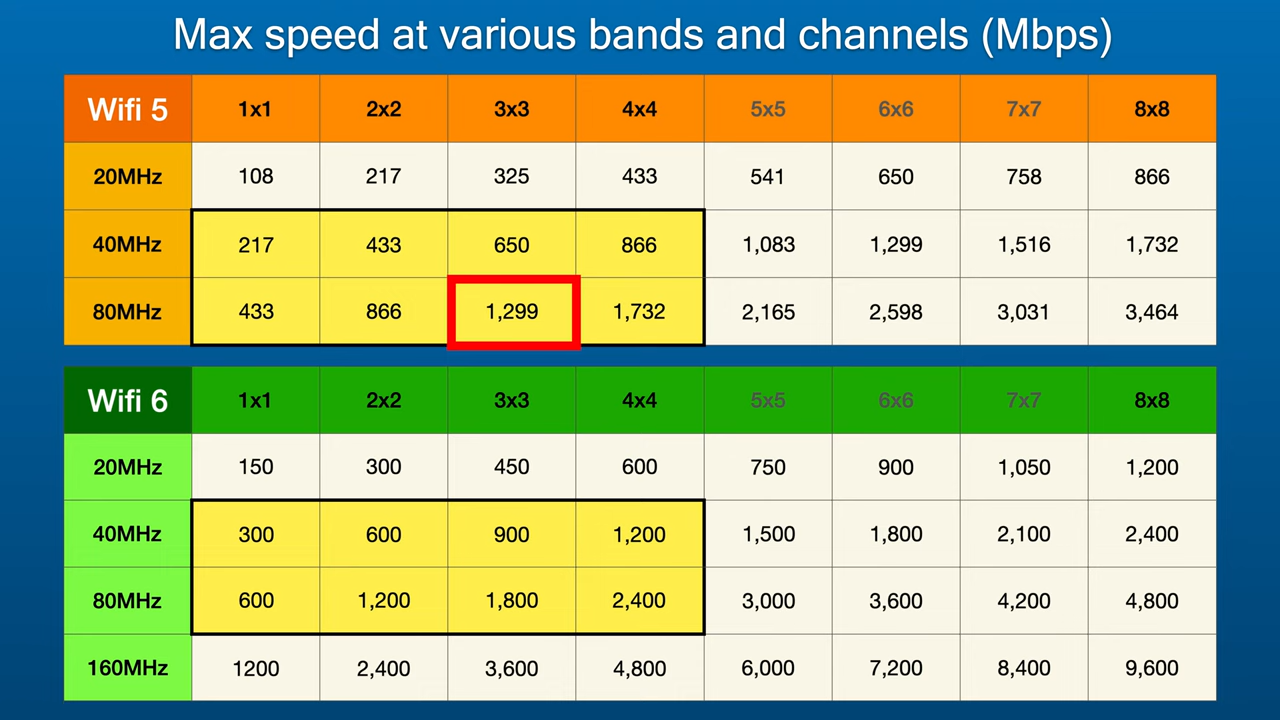 Max speed at various bands and channels (Mbps)
Wifi 5 1x1 2x2 3x3 4x4 5x5 6x6 7x7 8x8
20MHz 108 217 325 433 541 650 758 866
40MHz 217 433 650 866 1,083 1,299 1,516 1,732
80MHz 433 866 1,299 1,732 2,165 2,598 3,031 3,464
Wifi 6 1x1 2x2 3x3 4x4 5x5 6x6 7x7 8x8
20MHz 150 300 450 600 750 900 1,050 1,200
40MHz 300 600 900 1,200 1,500 1,800 2,100 2,400
80MHz 600 1,200 1,800 2,400 3,000 3,600 4,200 4,800
160MHz 1200 2,400 3,600 4,800 6,000 7,200 8,400 9,600